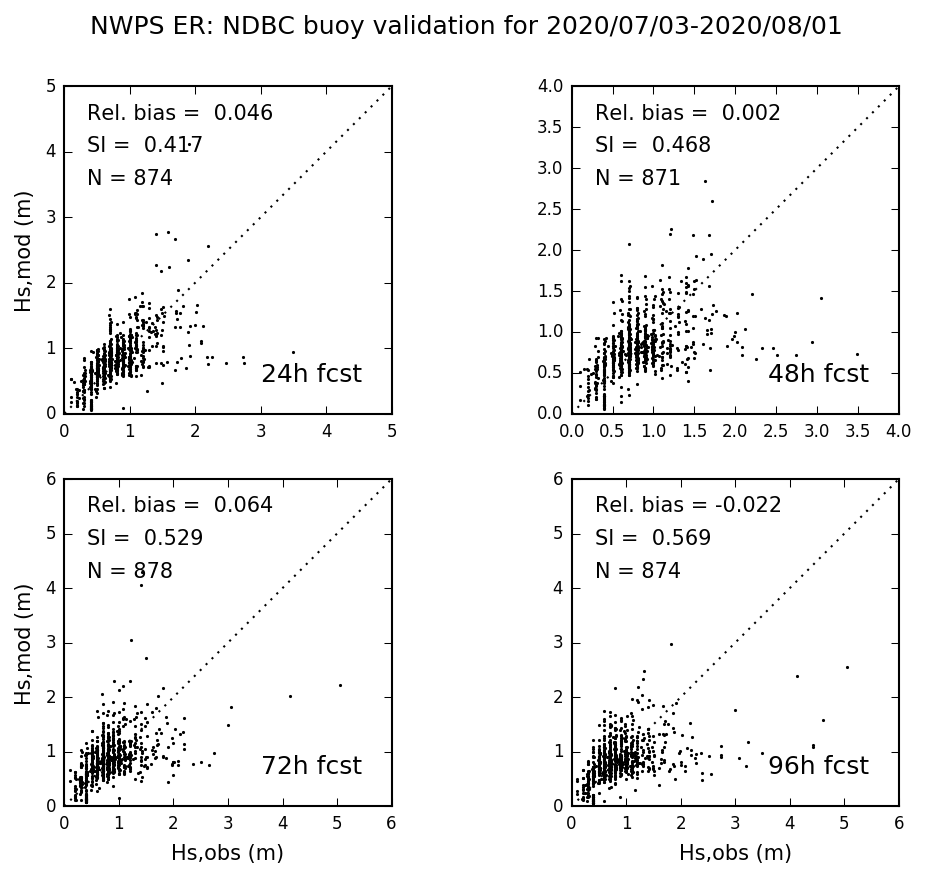 NWPS ER: NDBC buoy validation for 2020/07/03-2020/08/01
5
4
3
2
1
0
Hs,mod (m)
Rel. bias = 0.046
SI = 0.417
N = 874
24h fcst
0 1 2 3 4 5
4.0
3.5
3.0
2.5
2.0
1.5
1.0
0.5
0.0
Rel. bias = 0.002
SI = 0.468
N = 871
48h fcst
0.0 0.5 1.0 1.5 2.0 2.5 3.0 3.5 4.0
6
5
4
3
2
1
0
Hs,mod (m)
Rel. bias = 0.064
SI = 0.529
N = 878
72h fcst
0 1 2 3 4 5 6
Hs,obs (m)
6
5
4
3
2
1
0
Rel. bias = -0.022
SI = 0.569
N = 874
96h fcst
0 1 2 3 4 5 6
Hs,obs (m)